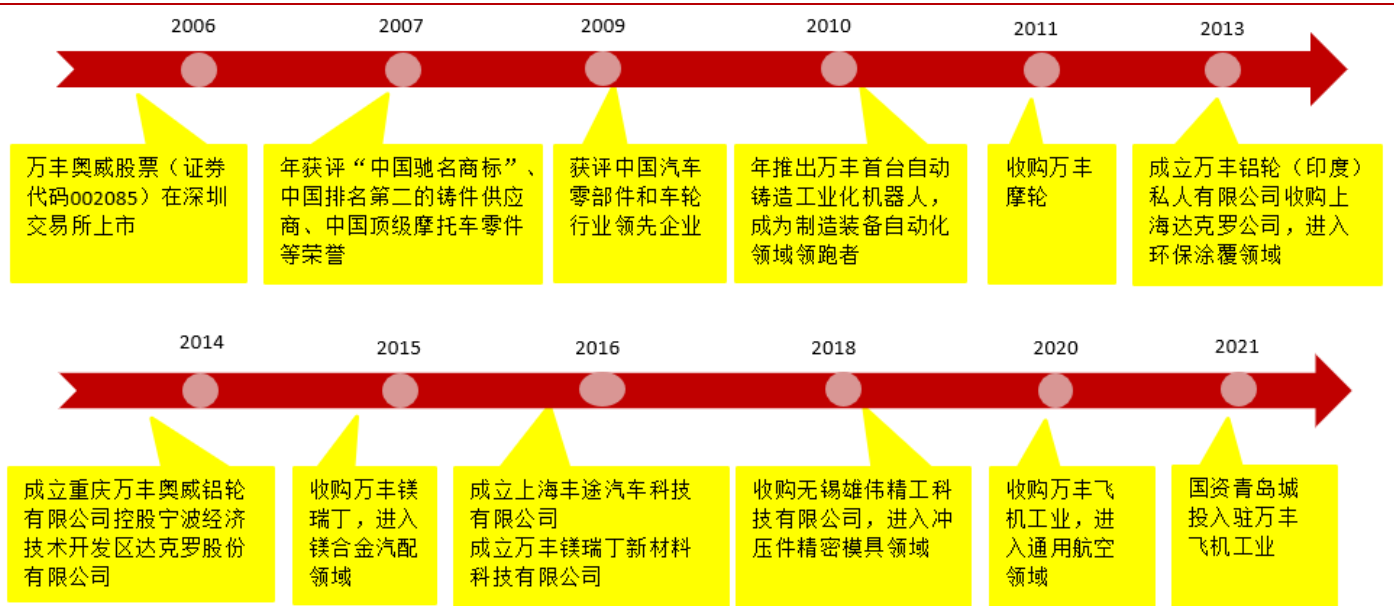 2006
2007
2009
2010
2011
2013
万丰奥威股票（证券
代码002085）在深圳
交易所上市
年获评“中国驰名商标”、
中国排名第二的铸件供应
商、中国顶级摩托车零件
等荣誉
获评中国汽车
零部件和车轮
行业领先企业
年推出万丰首台自动
铸造工业化机器人，
成为制造装备自动化
领域领跑者
收购万丰
摩轮
成立万丰铝轮（印度）
私人有限公司收购上
海达克罗公司，进入
环保涂覆领域
2014
2015
2016
2018
2020
2021
成立重庆万丰奥威铝轮
有限公司控股宁波经济
技术开发区达克罗股份
有限公司
收购万丰镁
瑞丁，进入
镁合金汽配
领域
成立上海丰途汽车科技
有限公司
成立万丰镁瑞丁新材料
科技有限公司
收购无锡雄伟精工科
技有限公司，进入冲
压件精密模具领域
收购万丰飞
机工业，进
入通用航空
领域
国资青岛城
投入驻万丰
飞机工业